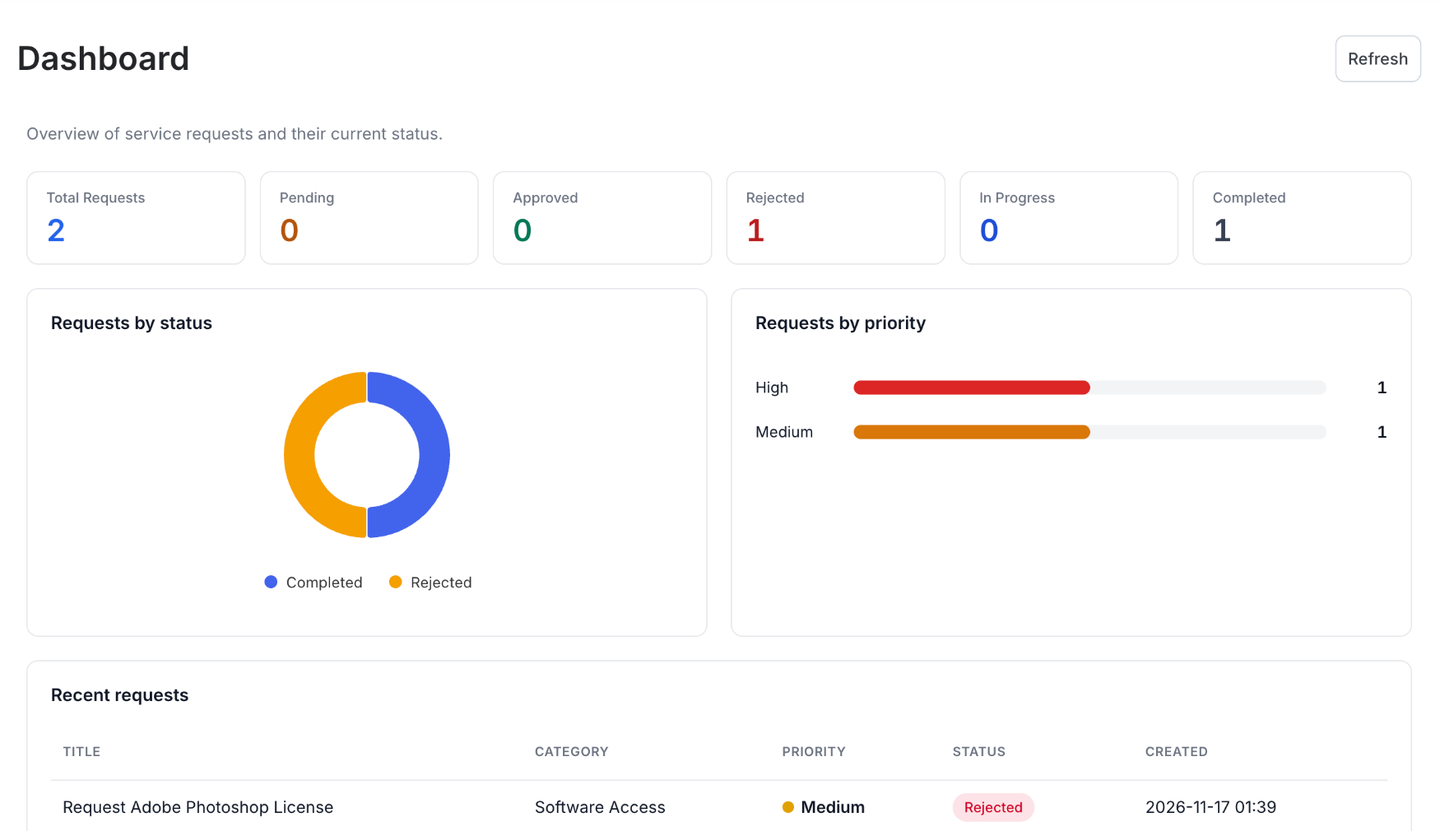 Dashboard
Refresh
Overview of service requests and their current status.
Total Requests
2
Pending
0
Approved
0
Rejected
1
In Progress
0
Completed
1
Requests by status
Completed
Rejected
Requests by priority
High 1
Medium 1
Recent requests
TITLE CATEGORY PRIORITY STATUS CREATED
Request Adobe Photoshop License Software Access Medium Rejected 2026-11-17 01:39